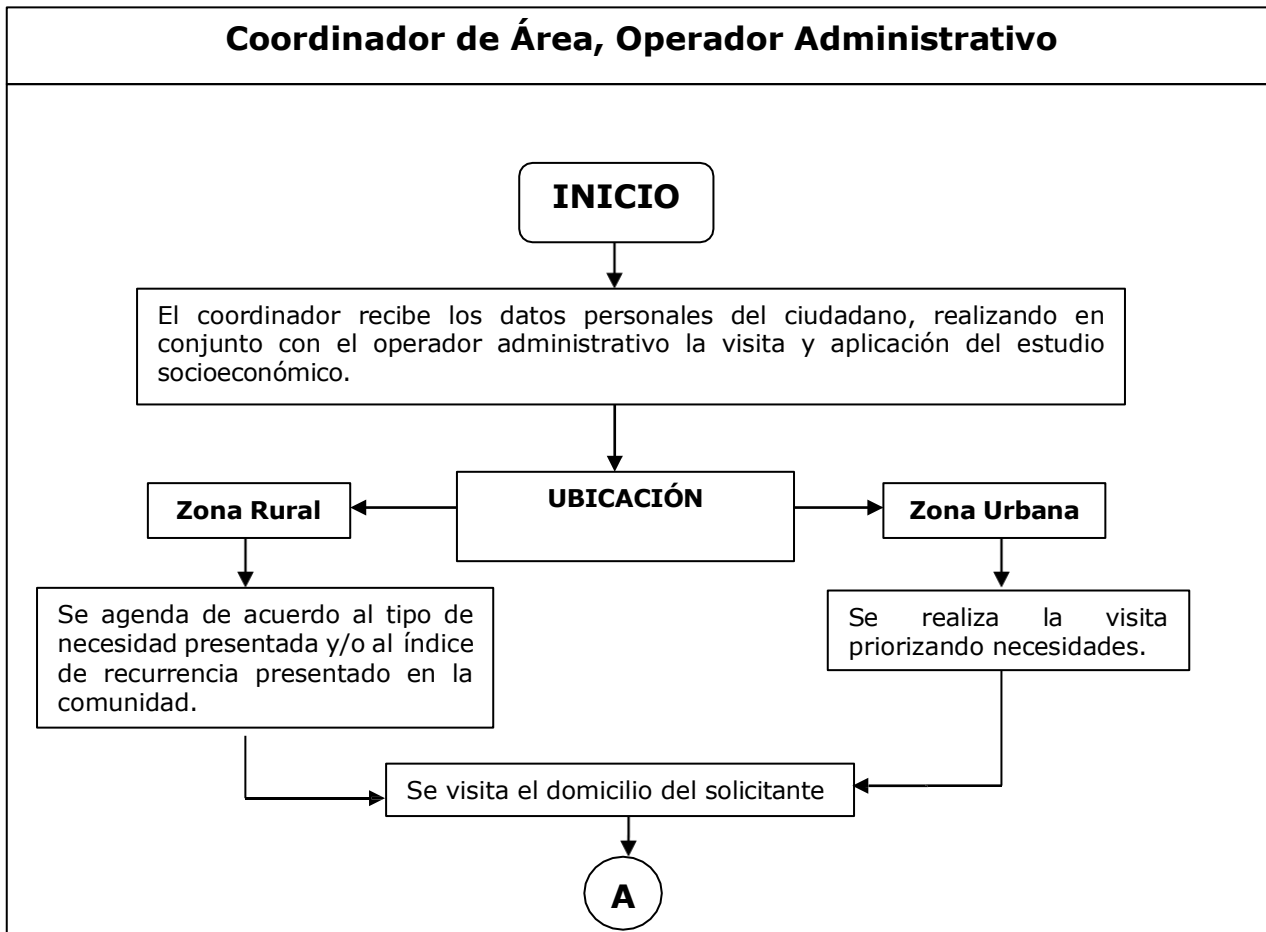 Coordinador de Área, Operador Administrativo
INICIO
El coordinador recibe los datos personales del ciudadano, realizando en
conjunto con el operador administrativo la visita y aplicación del estudio
socioeconómico.
UBICACIÓN
Zona Rural
Zona Urbana
Se agenda de acuerdo al tipo de
necesidad presentada y/o al índice
de recurrencia presentado en la
comunidad.
Se realiza la visita
priorizando necesidades.
Se visita el domicilio del solicitante
A